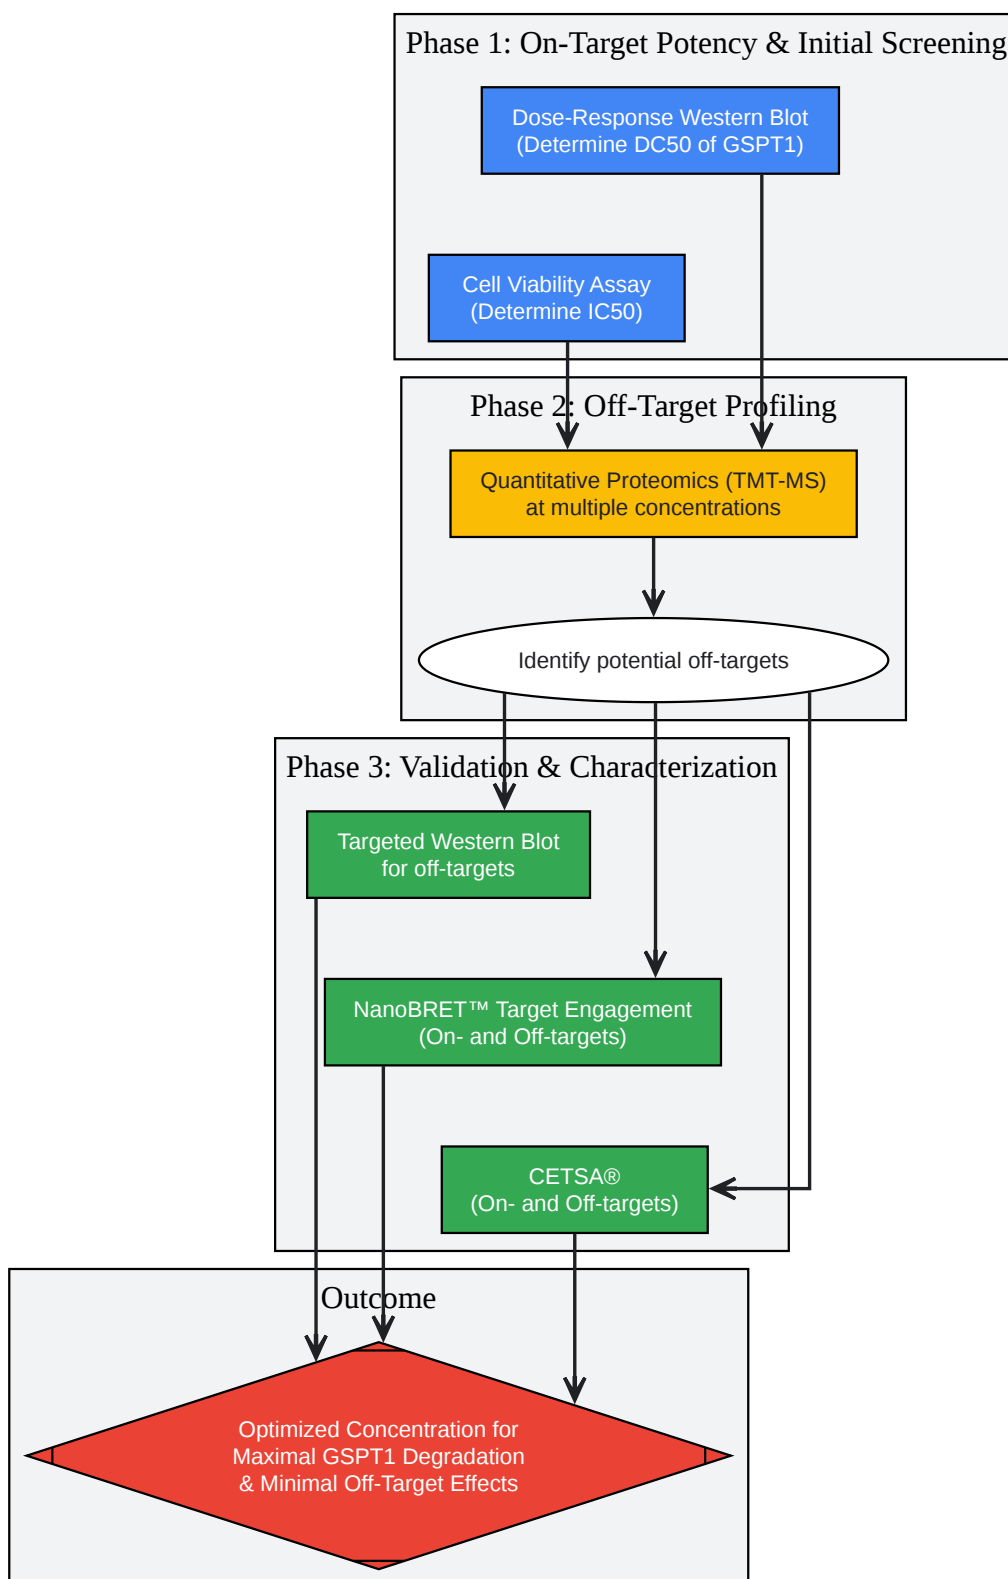 Phase 1: On-Target Potency & Initial Screening
Dose-Response Western Blot
(Determine DC50 of GSPT1)
Cell Viability Assay
(Determine IC50)
Phase 2: Off-Target Profiling
Quantitative Proteomics (TMT-MS)
at multiple concentrations
Identify potential off-targets
Phase 3: Validation & Characterization
Targeted Western Blot
for off-targets
NanoBRET™ Target Engagement
(On- and Off-targets)
CETSA®
(On- and Off-targets)
Outcome
Optimized Concentration for
Maximal GSPT1 Degradation
& Minimal Off-Target Effects